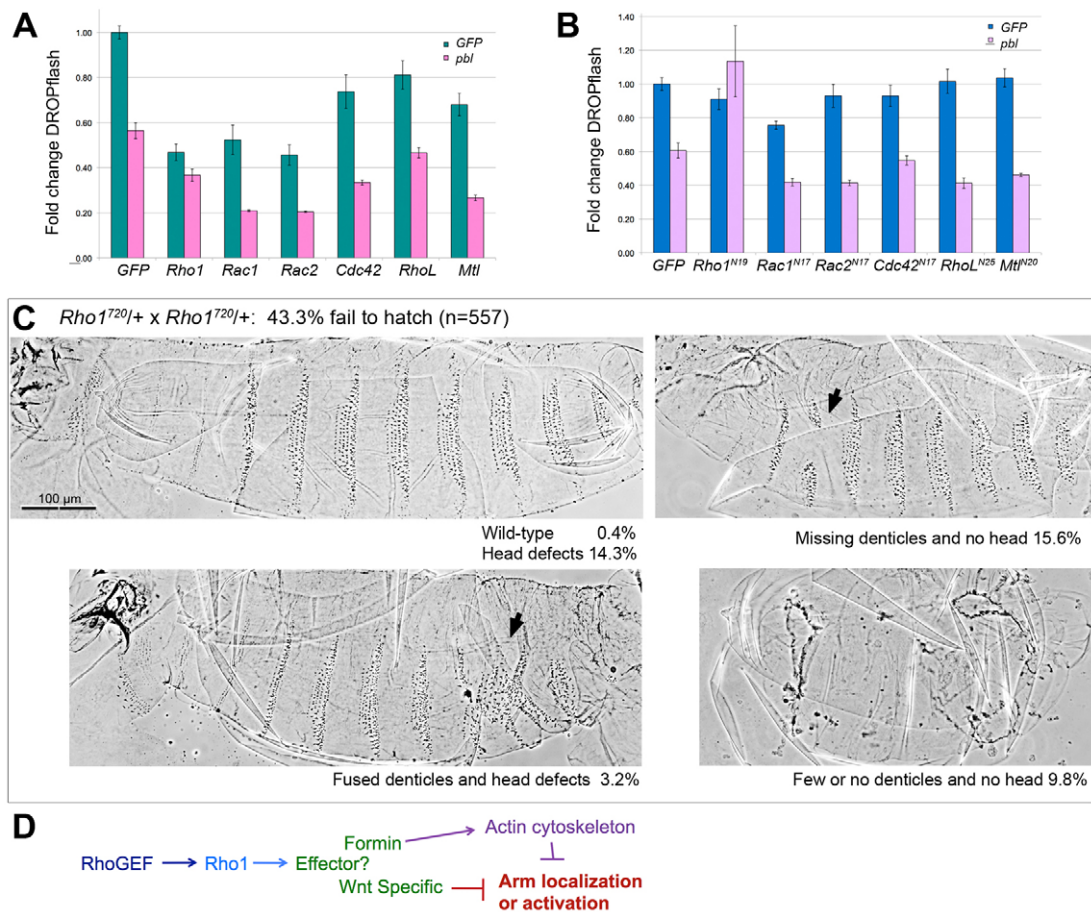 A
Fold change DROPflash
1.00
0.80
0.60
0.40
0.20
0.00
GFP
pbl
GFP Rho1 Rac1 Rac2 Cdc42 RhoL Mtl
B
Fold change DROPflash
1.40
1.20
1.00
0.80
0.60
0.40
0.20
0.00
GFP
pbl
GFP Rho1N19 Rac1N17 Rac2N17 Cdc42N17 RhoLN25 MtlN20
C Rho1720/+ x Rho1720/+: 43.3% fail to hatch (n=557)
100 µm
Wild-type 0.4%
Head defects 14.3%
Missing denticles and no head 15.6%
Fused denticles and head defects 3.2%
Few or no denticles and no head 9.8%
D
Formin
Actin cytoskeleton
RhoGEF
Rho1
Effector?
Wnt Specific
Arm localization
or activation